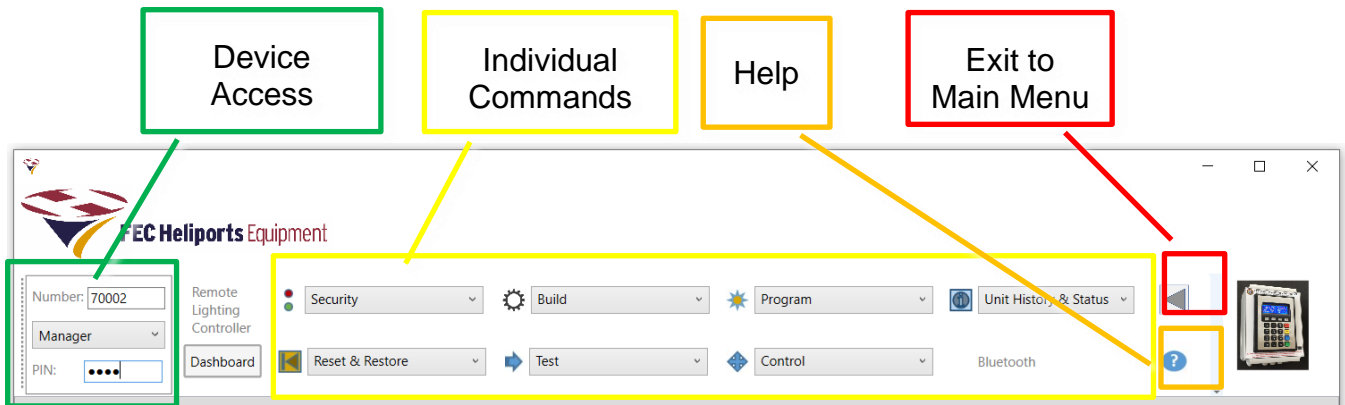 Device
Access
Individual
Commands
Help
Exit to
Main Menu
FEC Heliports Equipment
Number: 70002
Remote
Lighting
Controller
Security
Build
Program
Unit History & Status
Manager
PIN: ●●●●
Dashboard
Reset & Restore
Test
Control
Bluetooth
?